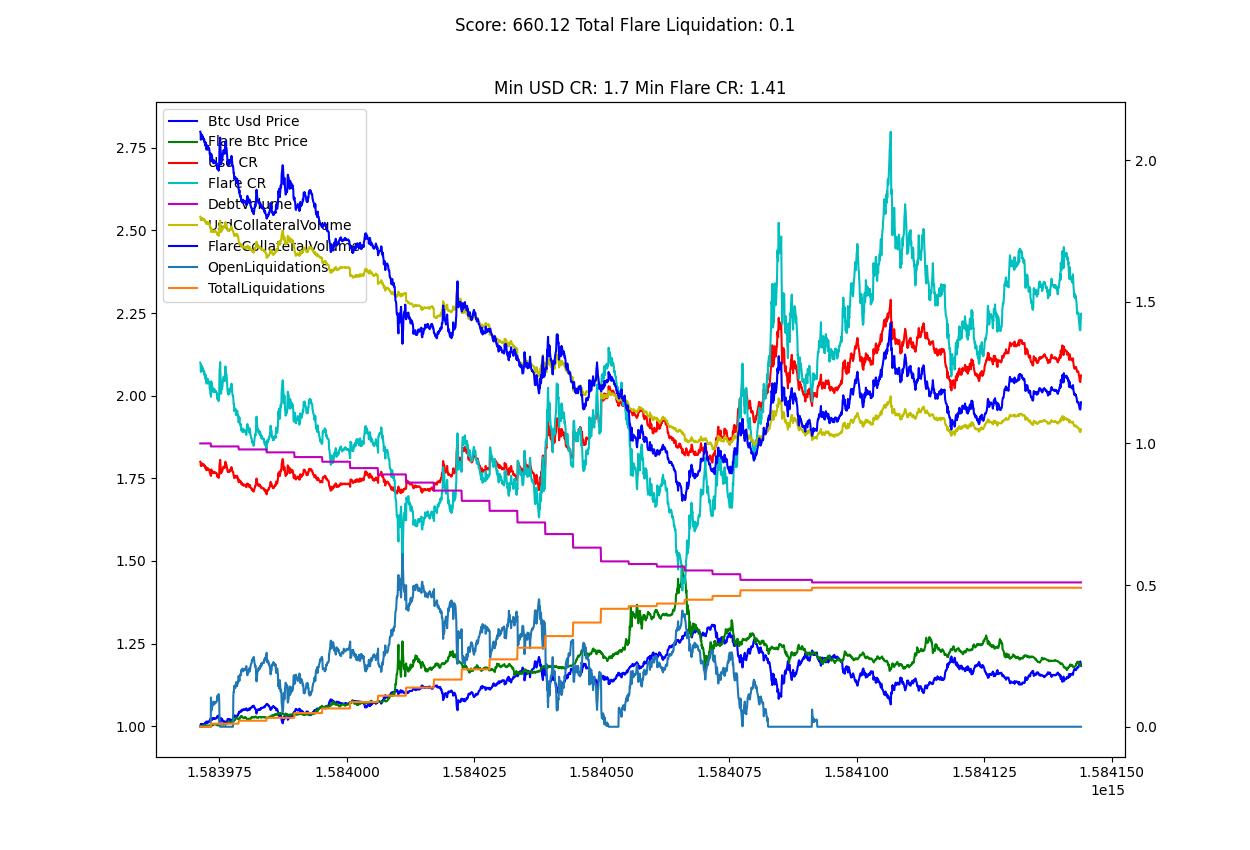 Score: 660.12 Total Flare Liquidation: 0.1
Min USD CR: 1.7 Min Flare CR: 1.41
Btc Usd Price
Flare Btc Price
Usd CR
Flare CR
DebtVolume
UsdCollateralVolume
FlareCollateralVolume
OpenLiquidations
TotalLiquidations
2.75
2.50
2.25
2.00
1.75
1.50
1.25
1.00
2.0
1.5
1.0
0.5
0.0
1.583975
1.584000
1.584025
1.584050
1.584075
1.584100
1.584125
1.584150
1e15